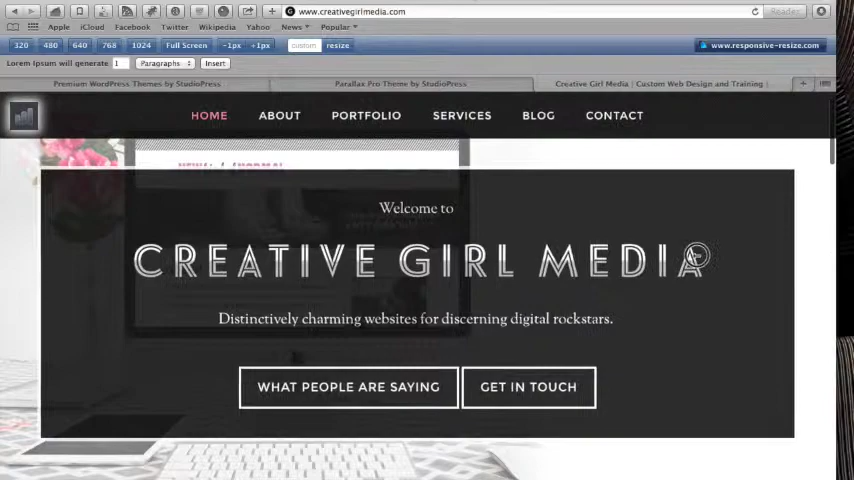 www.creativegirlmedia.com
Reader
Apple iCloud Facebook Twitter Wikipedia Yahoo News Popular
320 480 640 768 1024 Full Screen -1px +1px custom resize www.responsive-resize.com
Lorem Ipsum will generate 1 Paragraphs Insert
Premium WordPress Themes by StudioPress Parallax Pro Theme by StudioPress Creative Girl Media | Custom Web Design and Training |
HOME ABOUT PORTFOLIO SERVICES BLOG CONTACT
Welcome to
CREATIVE GIRL MEDIA
Distinctively charming websites for discerning digital rockstars.
WHAT PEOPLE ARE SAYING GET IN TOUCH